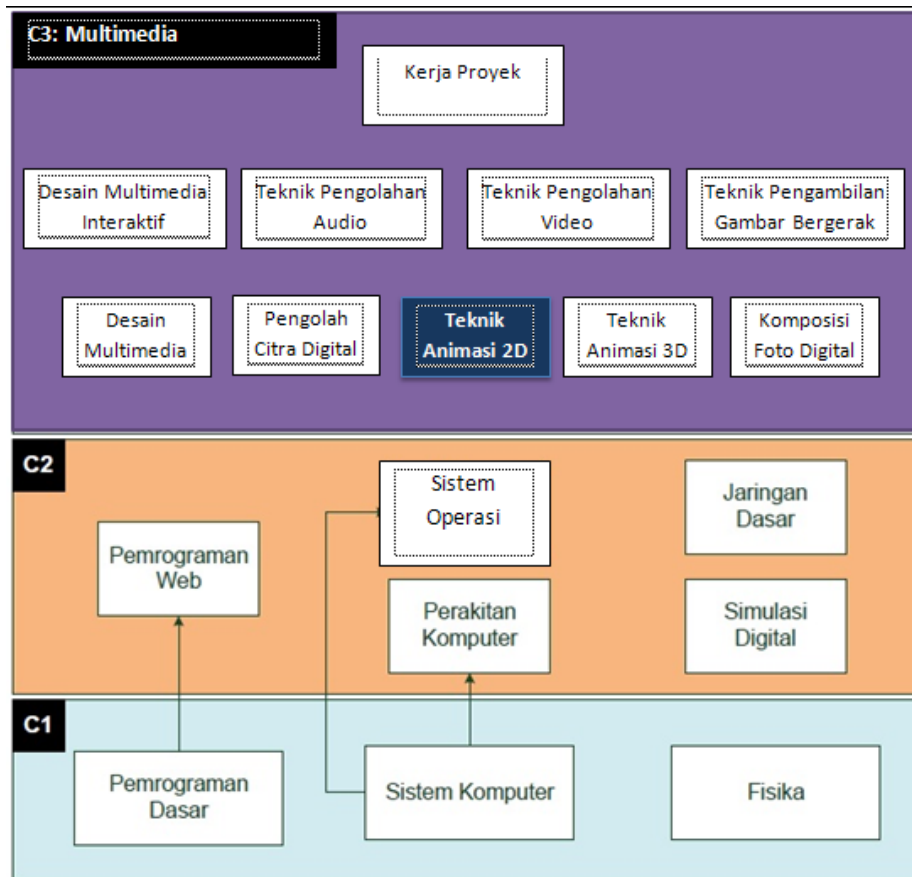 C3: Multimedia
Kerja Proyek
Desain Multimedia
Interaktif
Teknik Pengolahan
Audio
Teknik Pengolahan
Video
Teknik Pengambilan
Gambar Bergerak
Desain
Multimedia
Pengolah
Citra Digital
Teknik
Animasi 2D
Teknik
Animasi 3D
Komposisi
Foto Digital
C2
Sistem
Operasi
Jaringan
Dasar
Pemrograman
Web
Perakitan
Komputer
Simulasi
Digital
C1
Pemrograman
Dasar
Sistem Komputer
Fisika